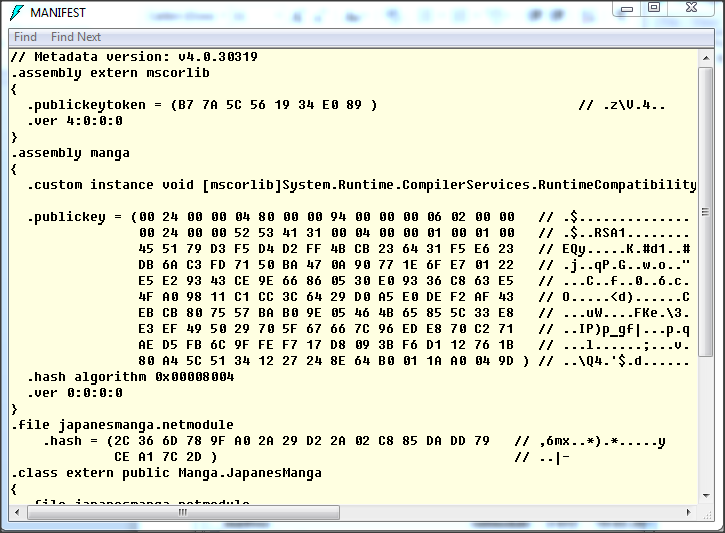 MANIFEST
Find Find Next
// Metadata version: v4.0.30319
.assembly extern mscorlib
{
  .publickeytoken = (B7 7A 5C 56 19 34 E0 89 )                         // .z\V.4..
  .ver 4:0:0:0
}
.assembly manga
{
  .custom instance void [mscorlib]System.Runtime.CompilerServices.RuntimeCompatibility
  .publickey = (00 24 00 00 04 80 00 00 94 00 00 00 06 02 00 00   // .$..............
                00 24 00 00 52 53 41 31 00 04 00 00 01 00 01 00   // .$..RSA1........
                45 51 79 D3 F5 D4 D2 FF 4B CB 23 64 31 F5 E6 23   // EQy.....K.#d1..#
                DB 6A C3 FD 71 50 BA 47 0A 90 77 1E 6F E7 01 22   // .j..qP.G..w.o.."
                E5 E2 93 43 CE 9E 66 86 05 30 E0 93 36 C8 63 E5   // ...C..f..0..6.c.
                4F A0 98 11 C1 CC 3C 64 29 D0 A5 E0 DE F2 AF 43   // O.....<d)......C
                EB CB 80 75 57 BA B0 9E 05 46 4B 65 85 5C 33 E8   // ...uW....FKe.\3.
                E3 EF 49 50 29 70 5F 67 66 7C 96 ED E8 70 C2 71   // ..IP)p_gf|...p.q
                AE D5 FB 6C 9F FE F7 17 D8 09 3B F6 D1 12 76 1B   // ...l......;...v.
                80 A4 5C 51 34 12 27 24 8E 64 B0 01 1A A0 04 9D ) // ..\Q4.'$.d......
  .hash algorithm 0x00008004
  .ver 0:0:0:0
}
.file japanesmanga.netmodule
    .hash = (2C 36 6D 78 9F A0 2A 29 D2 2A 02 C8 85 DA DD 79   // ,6mx..*).*.....y
             CE A1 7C 2D )                                     // ..|-
.class extern public Manga.JapanesManga
{
  .file japanesmanga.netmodule